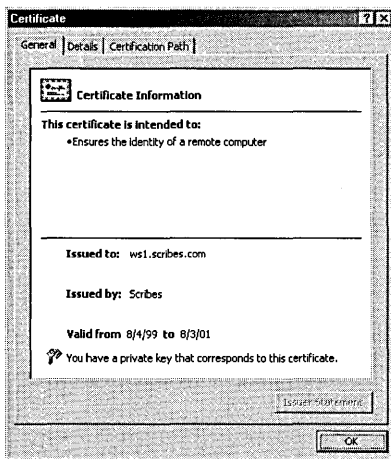 Certificate
General Details Certification Path
Certificate Information
This certificate is intended to:
•Ensures the identity of a remote computer
Issued to: ws1.scribes.com
Issued by: Scribes
Valid from 8/4/99 to 8/3/01
You have a private key that corresponds to this certificate.
Issuer Statement
OK